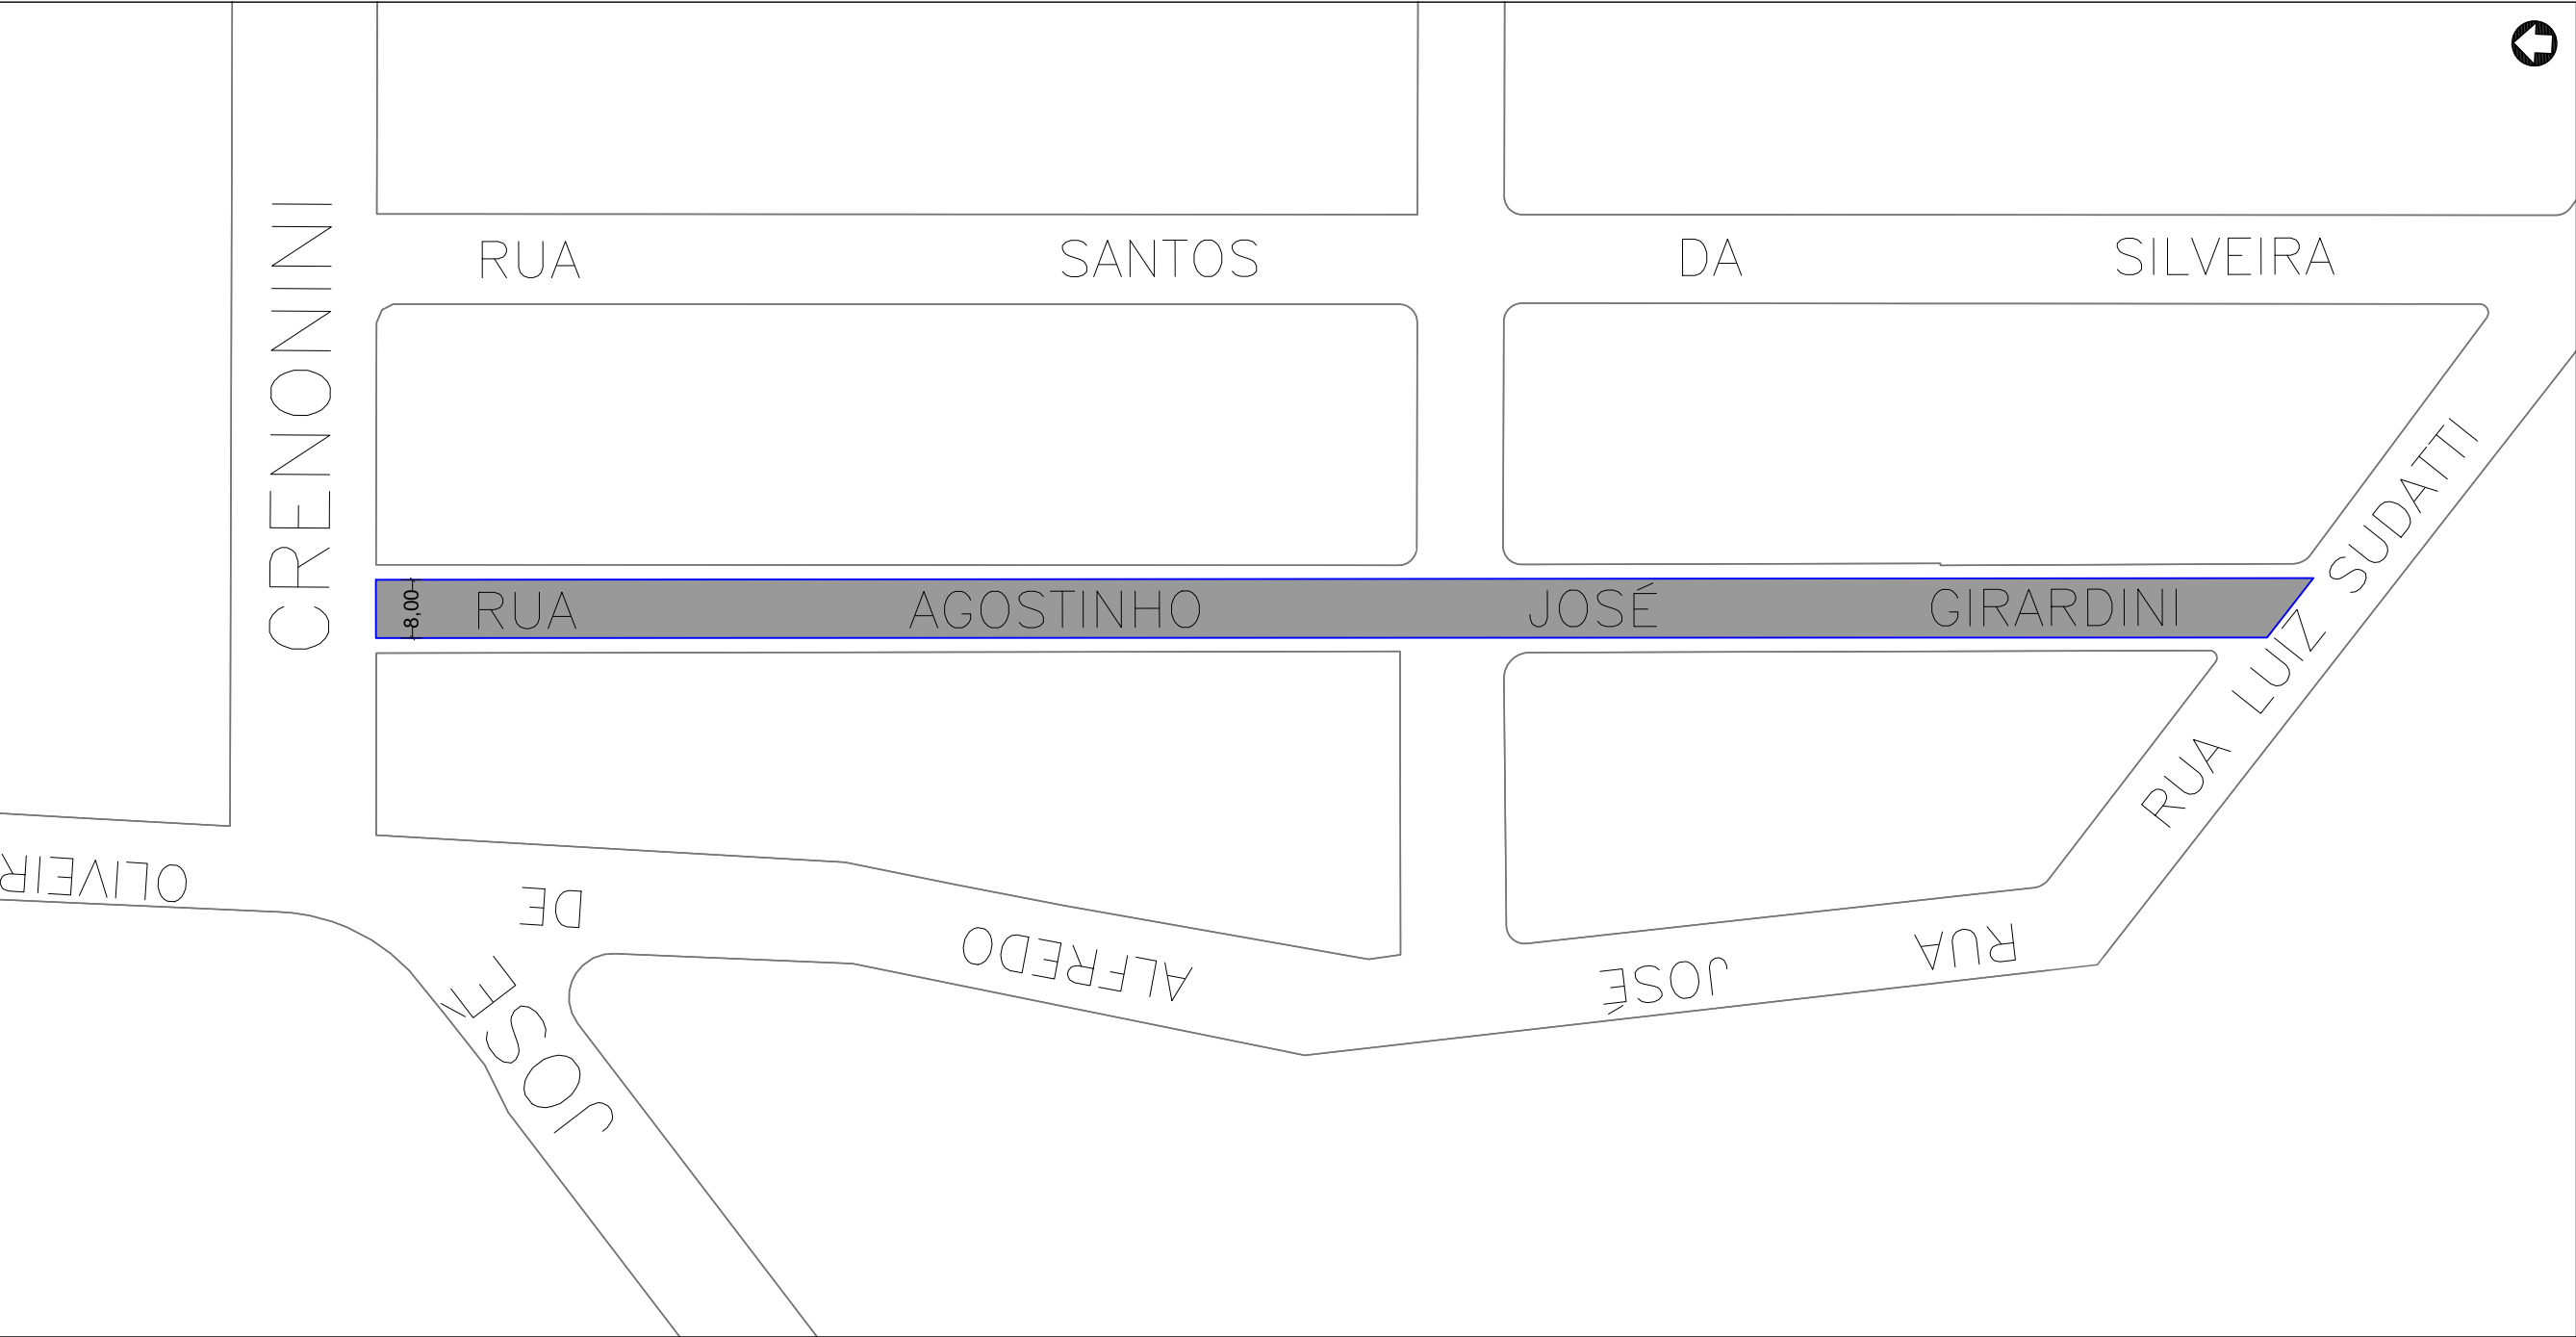 CRENONINI
RUA SANTOS DA SILVEIRA
8,00
RUA AGOSTINHO JOSÉ GIRARDINI
RUA LUIZ SUDATTI
RUA JOSÉ ALFREDO DE OLIVEIR
JOSÉ